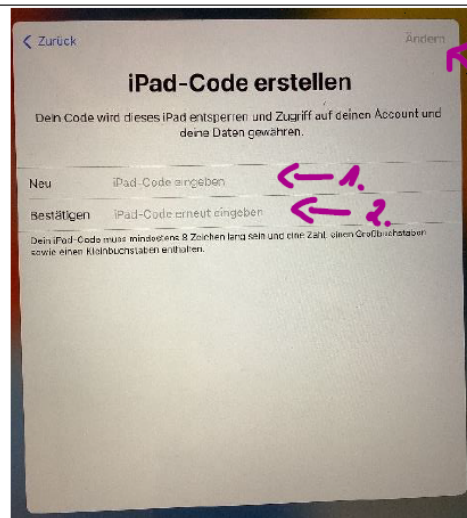 Zurück
Ändern
iPad-Code erstellen
Dein Code wird dieses iPad entsperren und Zugriff auf deinen Account und
deine Daten gewähren.
Neu iPad-Code eingeben 1.
Bestätigen iPad-Code erneut eingeben 2.
Dein iPad-Code muss mindestens 8 Zeichen lang sein und eine Zahl, einen Großbuchstaben
sowie einen Kleinbuchstaben enthalten.